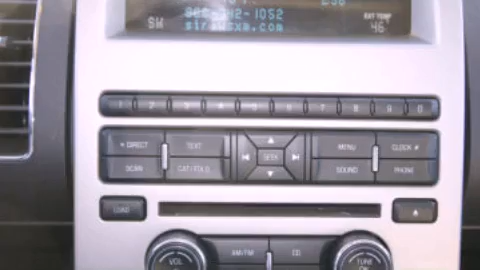 SW
siriusxm.com
EXT TEMP
46°
1 2 3 4 5 6 7 8 9 0
* DIRECT TEXT MENU CLOCK #
SEEK
SCAN CAT/FOLD SOUND PHONE
LOAD
AM/FM CD
VOL TUNE